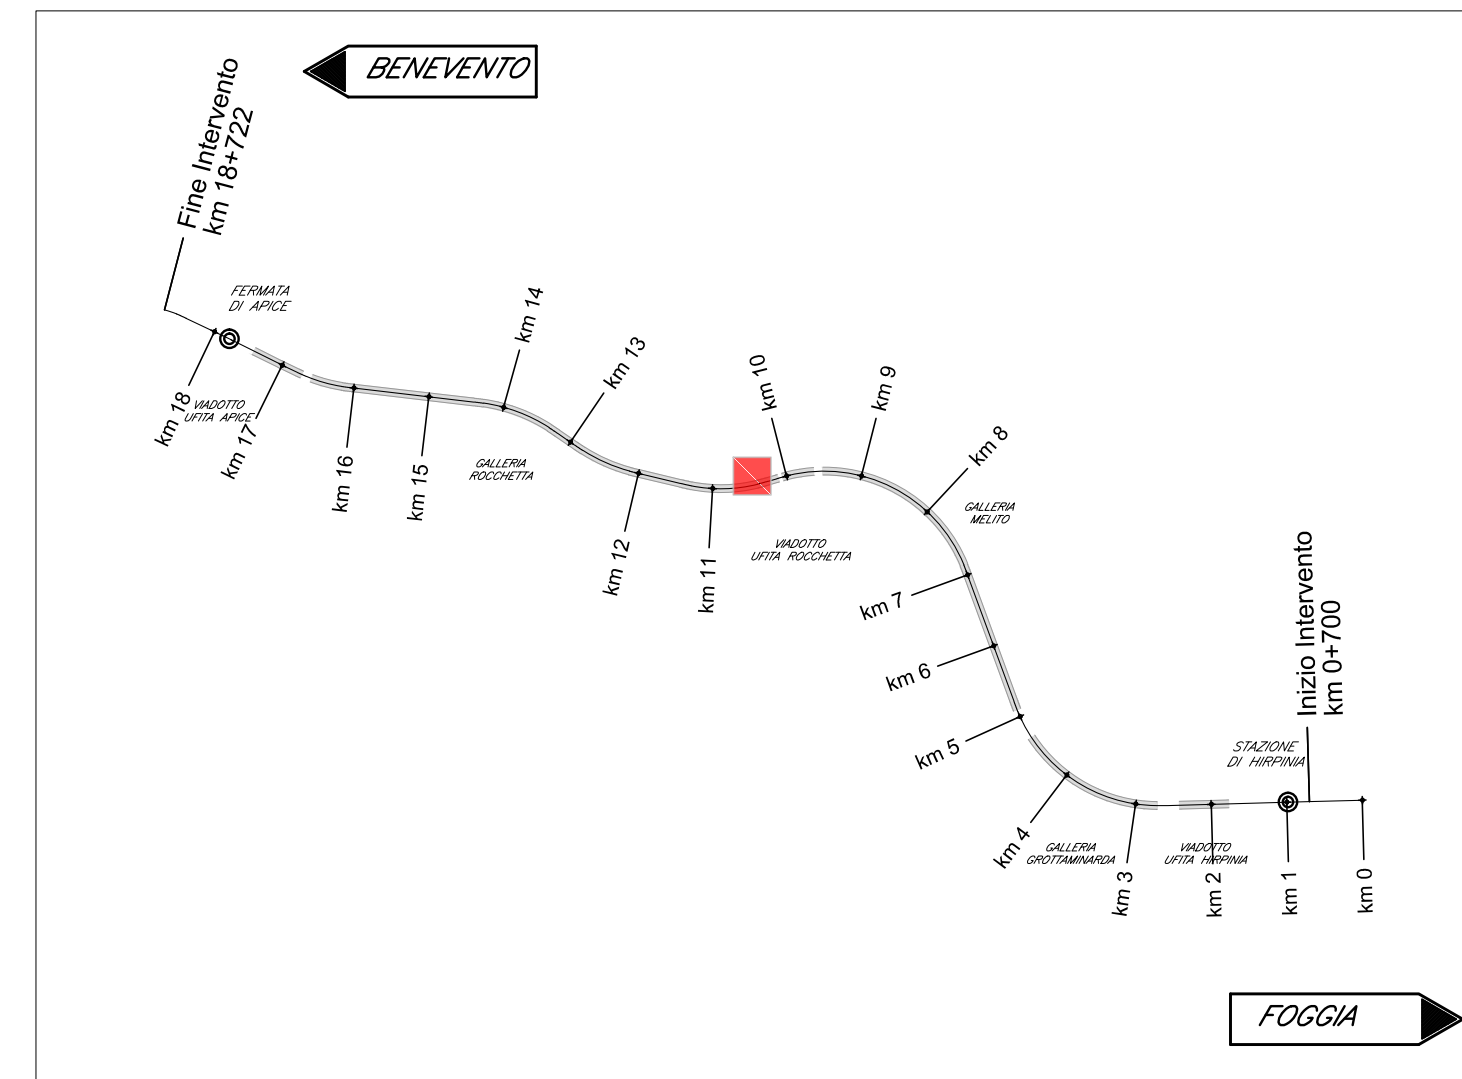 BENEVENTO
Fine Intervento
km 18+722
FERMATA
DI APICE
km 18
VIADOTTO
UFITA APICE
km 17
km 16
km 15
km 14
GALLERIA
ROCCHETTA
km 13
km 12
km 11
km 10
VIADOTTO
UFITA ROCCHETTA
km 9
km 8
GALLERIA
MELITO
km 7
km 6
km 5
km 4
GALLERIA
GROTTAMINARDA
km 3
VIADOTTO
UFITA HIRPINIA
km 2
STAZIONE
DI HIRPINIA
Inizio Intervento
km 0+700
km 1
km 0
FOGGIA